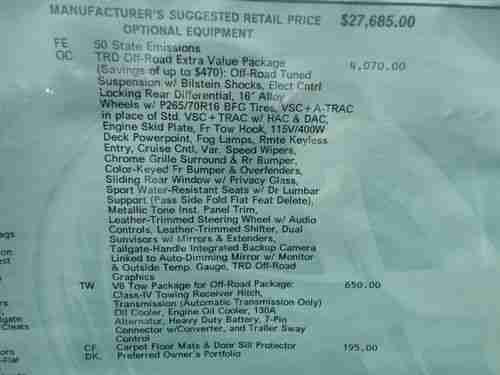 MANUFACTURER'S SUGGESTED RETAIL PRICE $27,685.00
OPTIONAL EQUIPMENT
FE 50 State Emissions
OC TRD Off-Road Extra Value Package 4,070.00
(Savings of up to $470): Off-Road Tuned
Suspension w/ Bilstein Shocks, Elect Cntrl
Locking Rear Differential, 16" Alloy
Wheels w/ P265/70R16 BFG Tires, VSC+A-TRAC
in place of Std. VSC+TRAC w/ HAC & DAC,
Engine Skid Plate, Fr Tow Hook, 115V/400W
Deck Powerpoint, Fog Lamps, Rmte Keyless
Entry, Cruise Cntl, Var. Speed Wipers,
Chrome Grille Surround & Rr Bumper,
Color-Keyed Fr Bumper & Overfenders,
Sliding Rear Window w/ Privacy Glass,
Sport Water-Resistant Seats w/ Dr Lumbar
Support (Pass Side Fold Flat Feat Delete),
Metallic Tone Inst. Panel Trim,
Leather-Trimmed Steering Wheel w/ Audio
Controls, Leather-Trimmed Shifter, Dual
Sunvisors w/ Mirrors & Extenders,
Tailgate-Handle Integrated Backup Camera
Linked to Auto-Dimming Mirror w/ Monitor
& Outside Temp. Gauge, TRD Off-Road
Graphics
TW V6 Tow Package for Off-Road Package: 650.00
Class-IV Towing Receiver Hitch,
Transmission (Automatic Transmission Only)
Oil Cooler, Engine Oil Cooler, 130A
Alternator, Heavy Duty Battery, 7-Pin
Connector w/Converter, and Trailer Sway
Control
CF Carpet Floor Mats & Door Sill Protector 195.00
DK. Preferred Owner's Portfolio